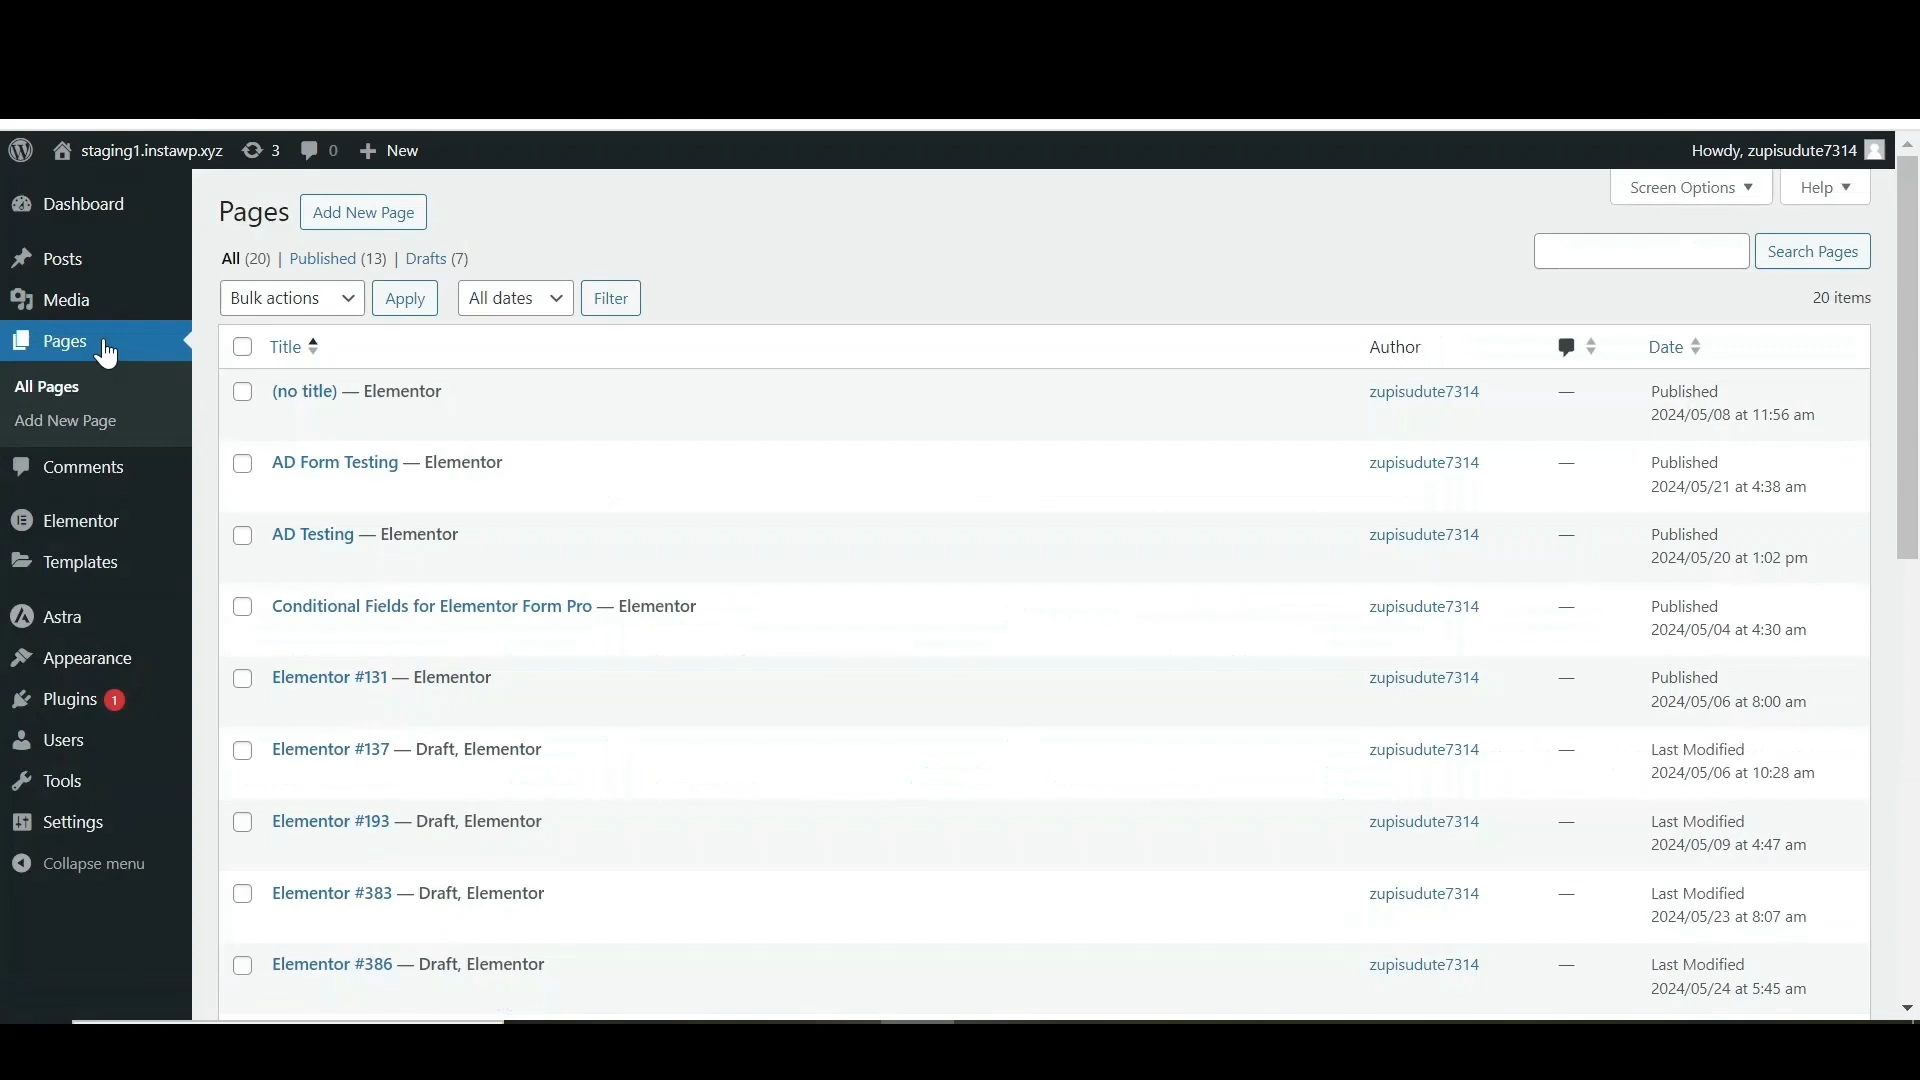 staging1.instawp.xyz 3 0 New Howdy, zupisudute7314
Screen Options Help
Dashboard
Posts
Media
Pages
All Pages
Add New Page
Comments
Elementor
Templates
Astra
Appearance
Plugins 1
Users
Tools
Settings
Collapse menu
Pages Add New Page
All (20) | Published (13) | Drafts (7)
Search Pages
Bulk actions Apply All dates Filter 20 items
Title Author Date
(no title) — Elementor zupisudute7314 — Published
2024/05/08 at 11:56 am
AD Form Testing — Elementor zupisudute7314 — Published
2024/05/21 at 4:38 am
AD Testing — Elementor zupisudute7314 — Published
2024/05/20 at 1:02 pm
Conditional Fields for Elementor Form Pro — Elementor zupisudute7314 — Published
2024/05/04 at 4:30 am
Elementor #131 — Elementor zupisudute7314 — Published
2024/05/06 at 8:00 am
Elementor #137 — Draft, Elementor zupisudute7314 — Last Modified
2024/05/06 at 10:28 am
Elementor #193 — Draft, Elementor zupisudute7314 — Last Modified
2024/05/09 at 4:47 am
Elementor #383 — Draft, Elementor zupisudute7314 — Last Modified
2024/05/23 at 8:07 am
Elementor #386 — Draft, Elementor zupisudute7314 — Last Modified
2024/05/24 at 5:45 am